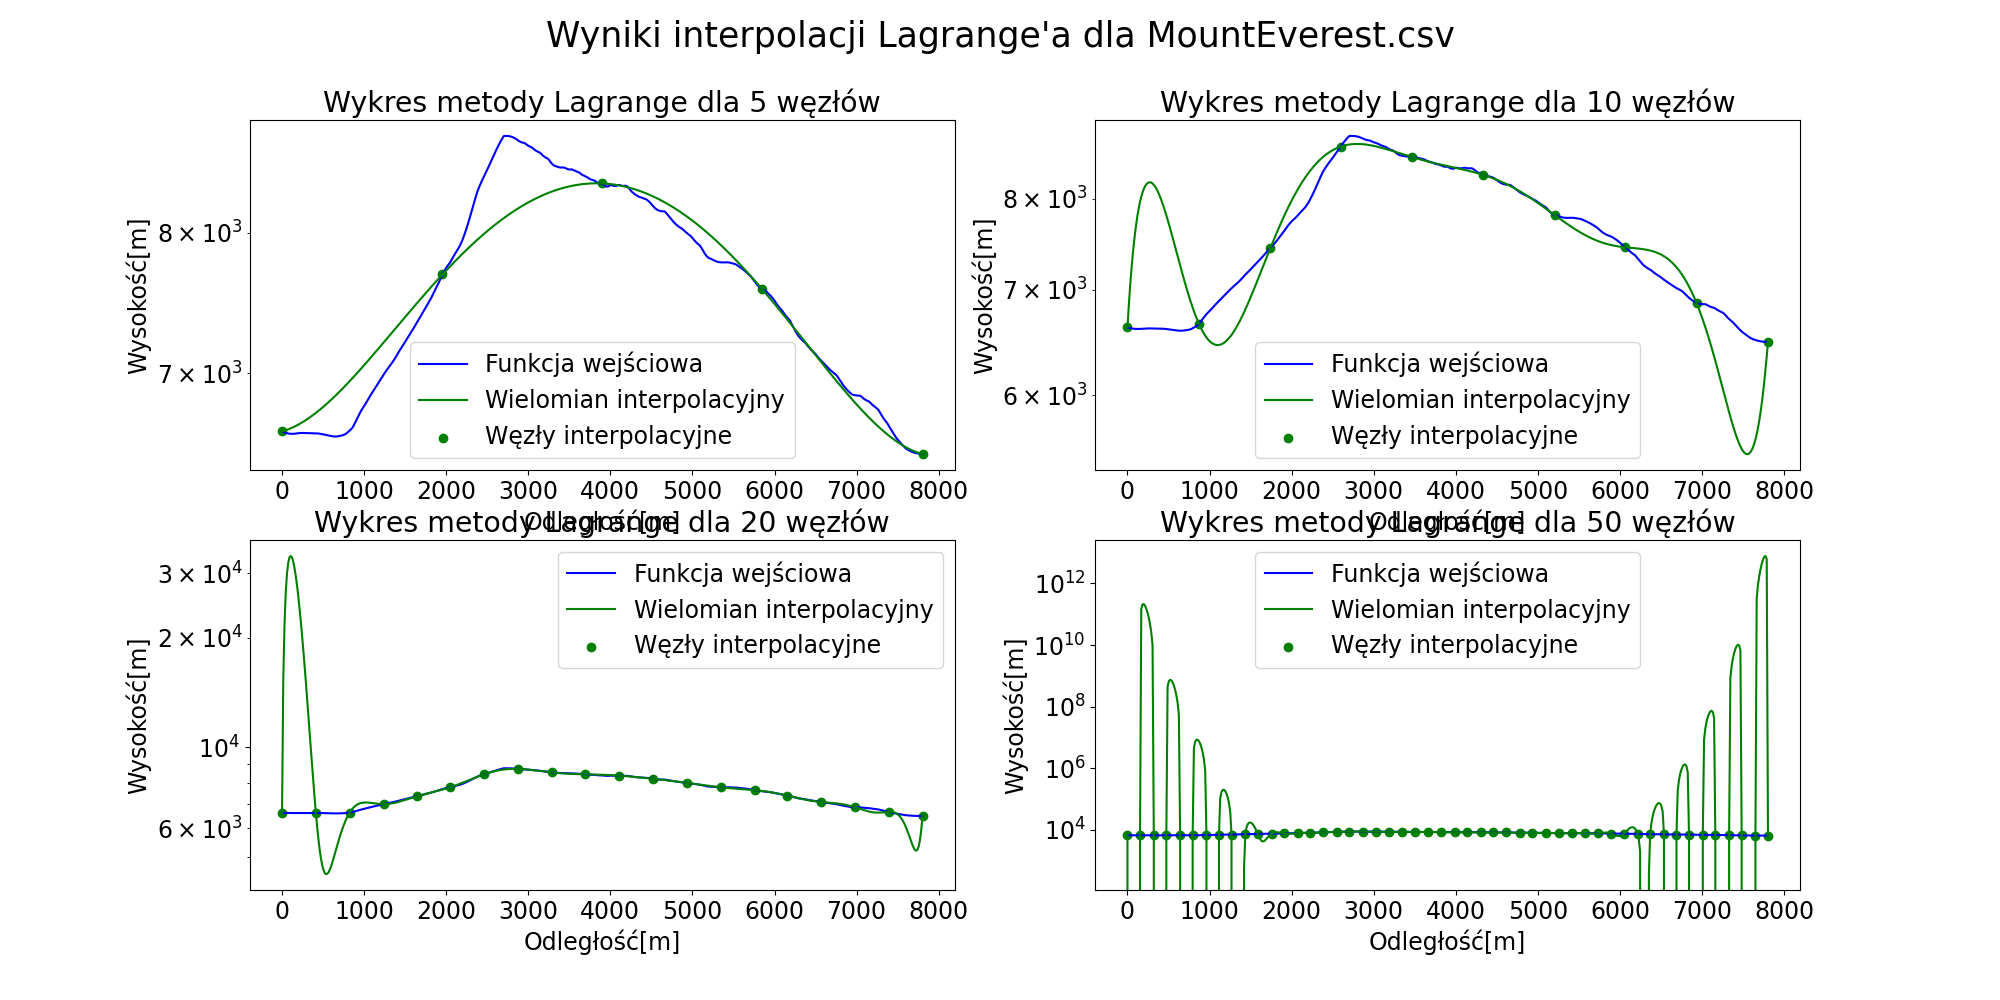 Wyniki interpolacji Lagrange'a dla MountEverest.csv
Wykres metody Lagrange dla 5 węzłów
Wysokość[m]
8 × 10³
7 × 10³
Funkcja wejściowa
Wielomian interpolacyjny
Węzły interpolacyjne
0 1000 2000 3000 4000 5000 6000 7000 8000
Odległość[m]
Wykres metody Lagrange dla 10 węzłów
Wysokość[m]
8 × 10³
7 × 10³
6 × 10³
Funkcja wejściowa
Wielomian interpolacyjny
Węzły interpolacyjne
0 1000 2000 3000 4000 5000 6000 7000 8000
Odległość[m]
Wykres metody Lagrange dla 20 węzłów
Wysokość[m]
3 × 10⁴
2 × 10⁴
10⁴
6 × 10³
Funkcja wejściowa
Wielomian interpolacyjny
Węzły interpolacyjne
0 1000 2000 3000 4000 5000 6000 7000 8000
Odległość[m]
Wykres metody Lagrange dla 50 węzłów
Wysokość[m]
10¹²
10¹⁰
10⁸
10⁶
10⁴
Funkcja wejściowa
Wielomian interpolacyjny
Węzły interpolacyjne
0 1000 2000 3000 4000 5000 6000 7000 8000
Odległość[m]